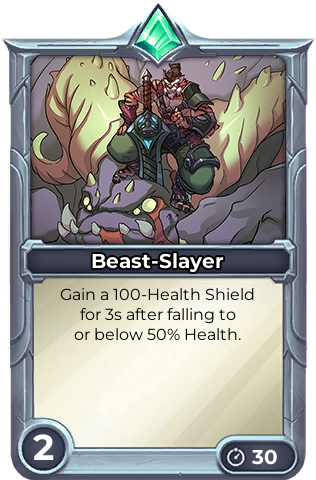 Beast-Slayer
Gain a 100-Health Shield
for 3s after falling to
or below 50% Health.
2
30